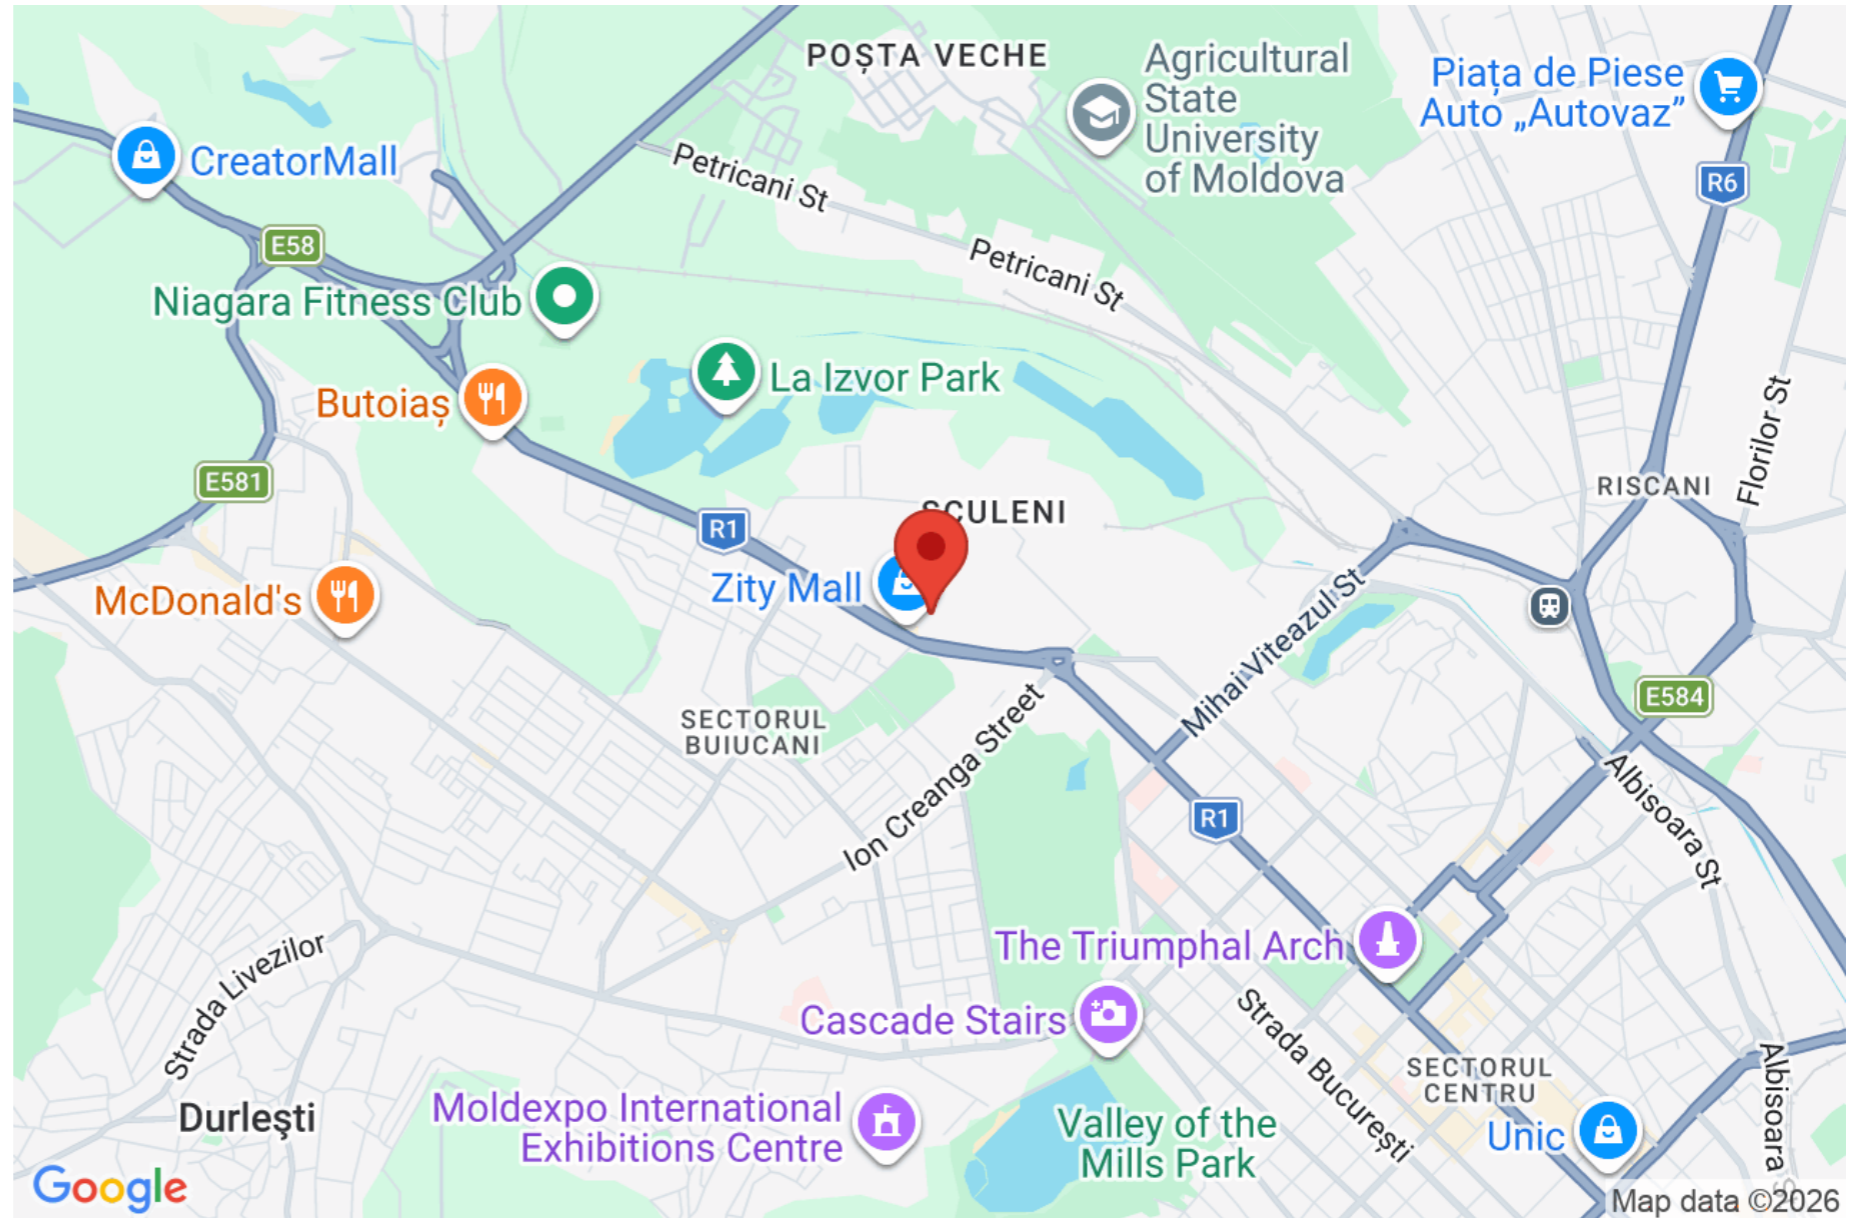 POȘTA VECHE
Agricultural
State
University
of Moldova
Piața de Piese
Auto „Autovaz”
CreatorMall
Petricani St
R6
E58
Petricani St
Niagara Fitness Club
La Izvor Park
Butoiaș
Florilor St
E581
RISCANI
SCULENI
R1
Zity Mall
McDonald's
Mihai Viteazul St
E584
SECTORUL
BUIUCANI
Ion Creanga Street
R1
Albisoara St
The Triumphal Arch
Strada Livezilor
Cascade Stairs
Strada București
SECTORUL
CENTRU
Albisoara S
Durleşti
Moldexpo International
Exhibitions Centre
Valley of the
Mills Park
Unic
Google
Map data ©2026